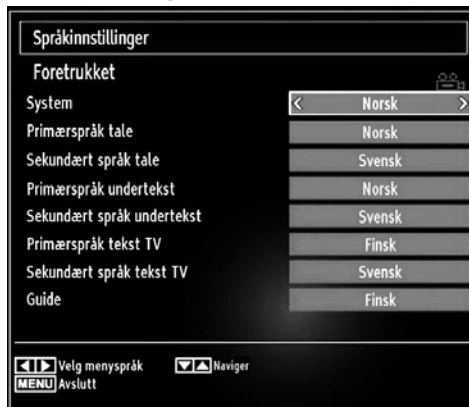 Språkinnstillinger
Foretrukket
System < Norsk >
Primærspråk tale Norsk
Sekundært språk tale Svensk
Primærspråk undertekst Norsk
Sekundært språk undertekst Svensk
Primærspråk tekst TV Finsk
Sekundært språk tekst TV Svensk
Guide Finsk
Velg menyspråk Naviger
MENU Avslutt